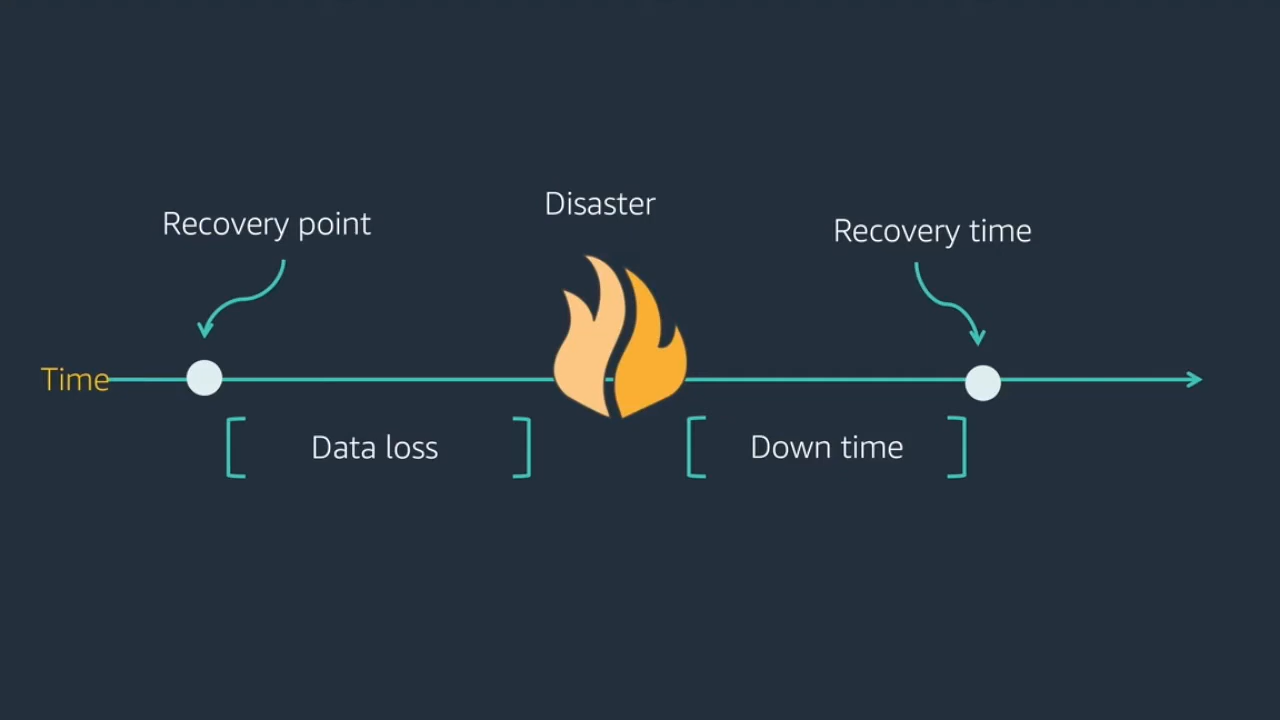 Disaster
Recovery point
Recovery time
Time
Data loss
Down time